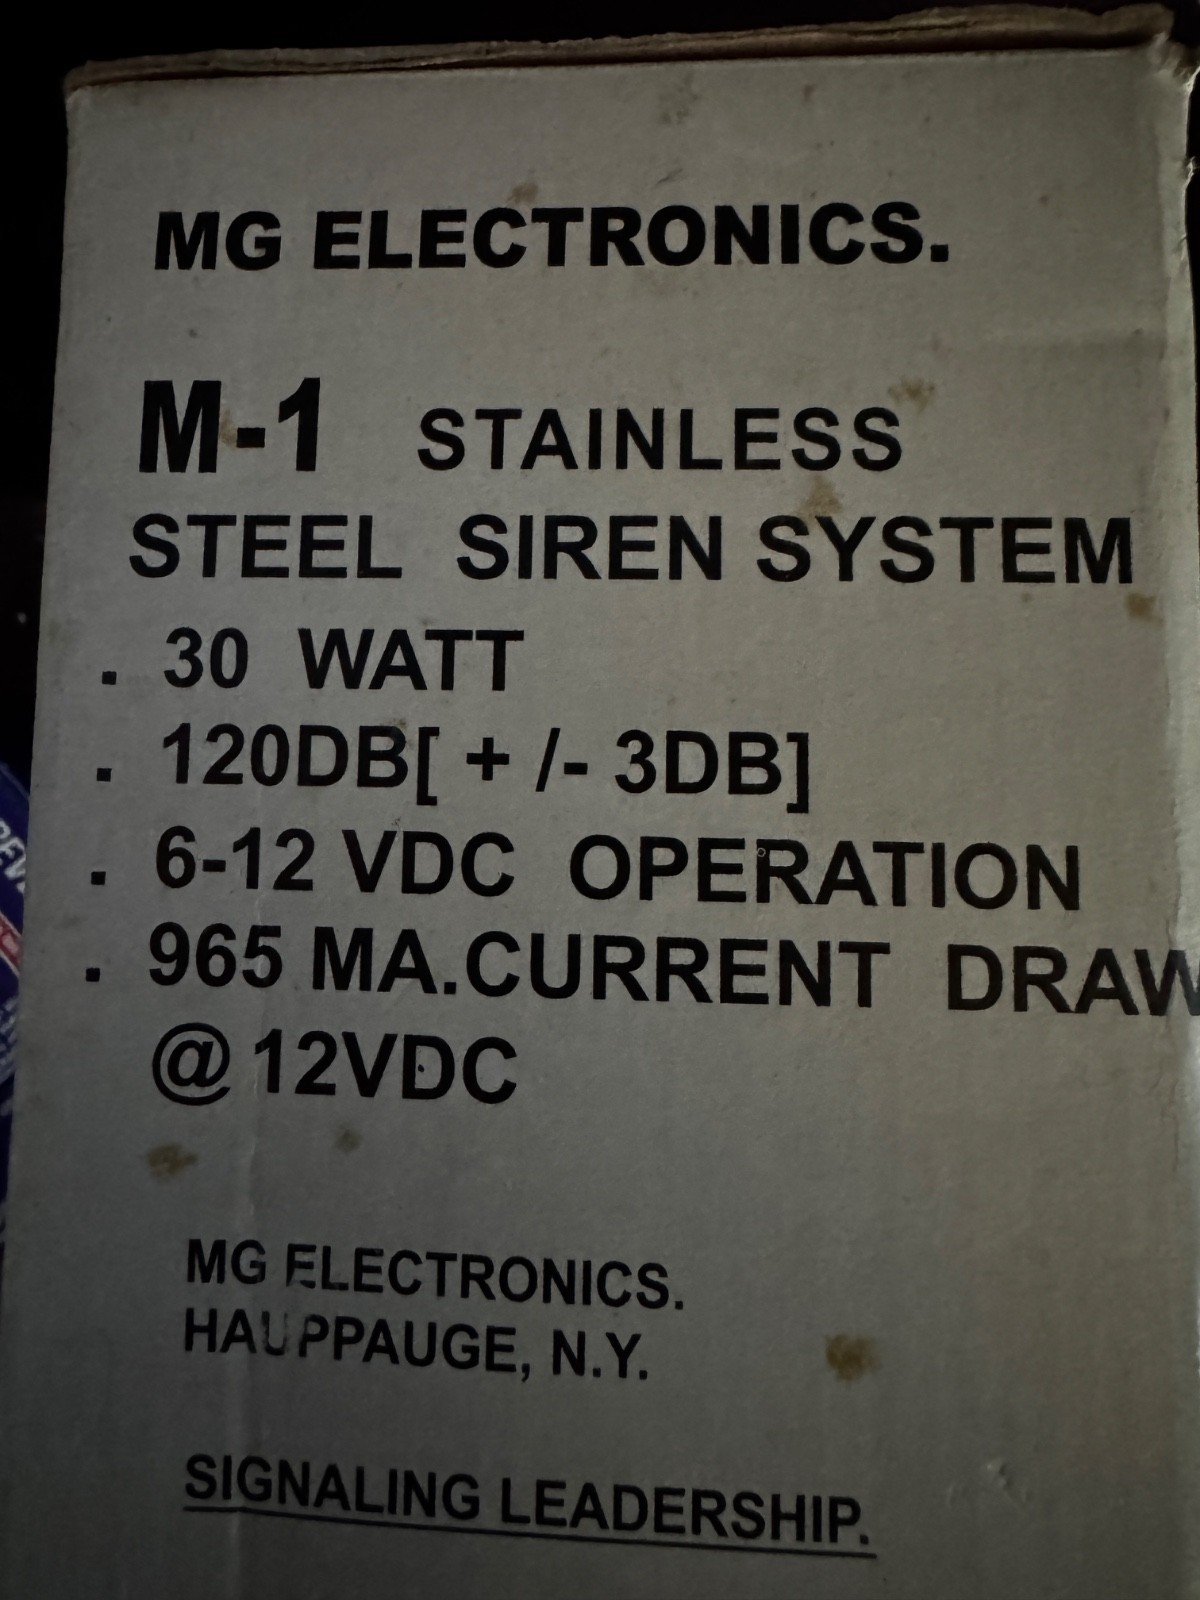 MG ELECTRONICS.
M-1 STAINLESS
STEEL SIREN SYSTEM
. 30 WATT
. 120DB[ + /- 3DB]
. 6-12 VDC OPERATION
. 965 MA.CURRENT DRAW
@ 12VDC
MG ELECTRONICS.
HAUPPAUGE, N.Y.
SIGNALING LEADERSHIP.